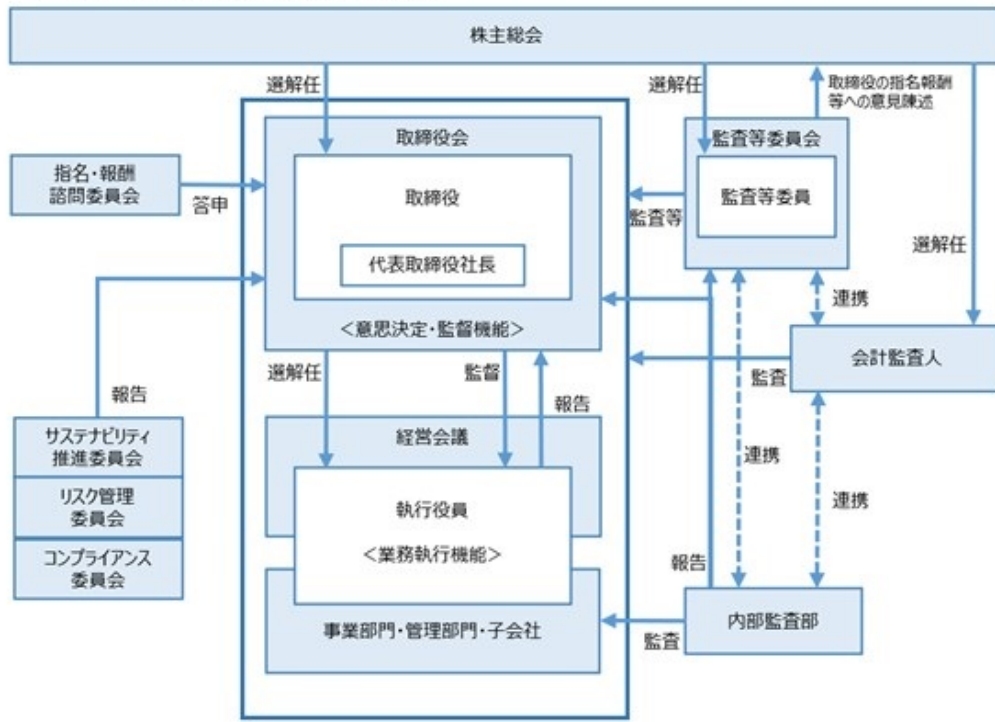 株主総会
選解任
選解任
取締役の指名報酬
等への意見陳述
取締役会
監査等委員会
指名・報酬
諮問委員会
答申
取締役
監査等
監査等委員
選解任
代表取締役社長
連携
<意思決定・監督機能>
会計監査人
選解任
監督
監査
報告
報告
サステナビリティ
推進委員会
経営会議
連携
リスク管理
委員会
執行役員
連携
<業務執行機能>
コンプライアンス
委員会
報告
事業部門・管理部門・子会社
監査
内部監査部